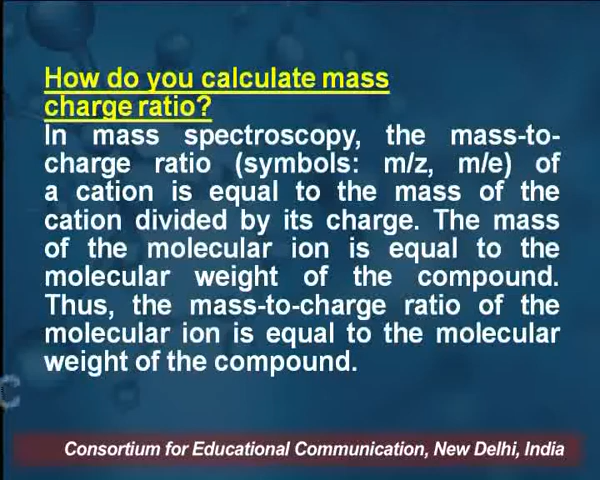 How do you calculate mass
charge ratio?
In mass spectroscopy, the mass-to-
charge ratio (symbols: m/z, m/e) of
a cation is equal to the mass of the
cation divided by its charge. The mass
of the molecular ion is equal to the
molecular weight of the compound.
Thus, the mass-to-charge ratio of the
molecular ion is equal to the molecular
weight of the compound.
C
Consortium for Educational Communication, New Delhi, India